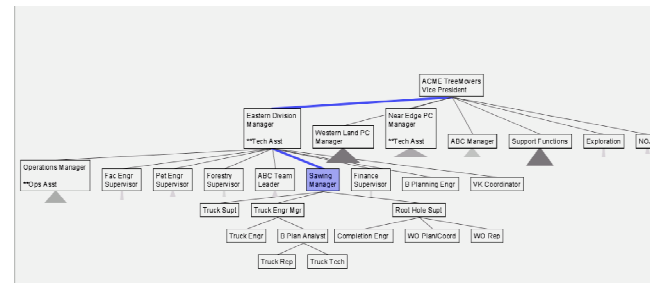 ACME TreeMovers
Vice President
Eastern Division
Manager
**Tech Asst
Western Land PC
Manager
Near Edge PC
Manager
**Tech Asst
ABC Manager
Support Functions
Exploration
NOA
Operations Manager
**Ops Asst
Fac Engr
Supervisor
Pet Engr
Supervisor
Forestry
Supervisor
ABC Team
Leader
Sawing
Manager
Finance
Supervisor
B Planning Engr
VK Coordinator
Truck Supt
Truck Engr Mgr
Root Hole Supt
Truck Engr
B Plan Analyst
Completion Engr
WO Plan/Coord
WO Rep
Truck Rep
Truck Tech